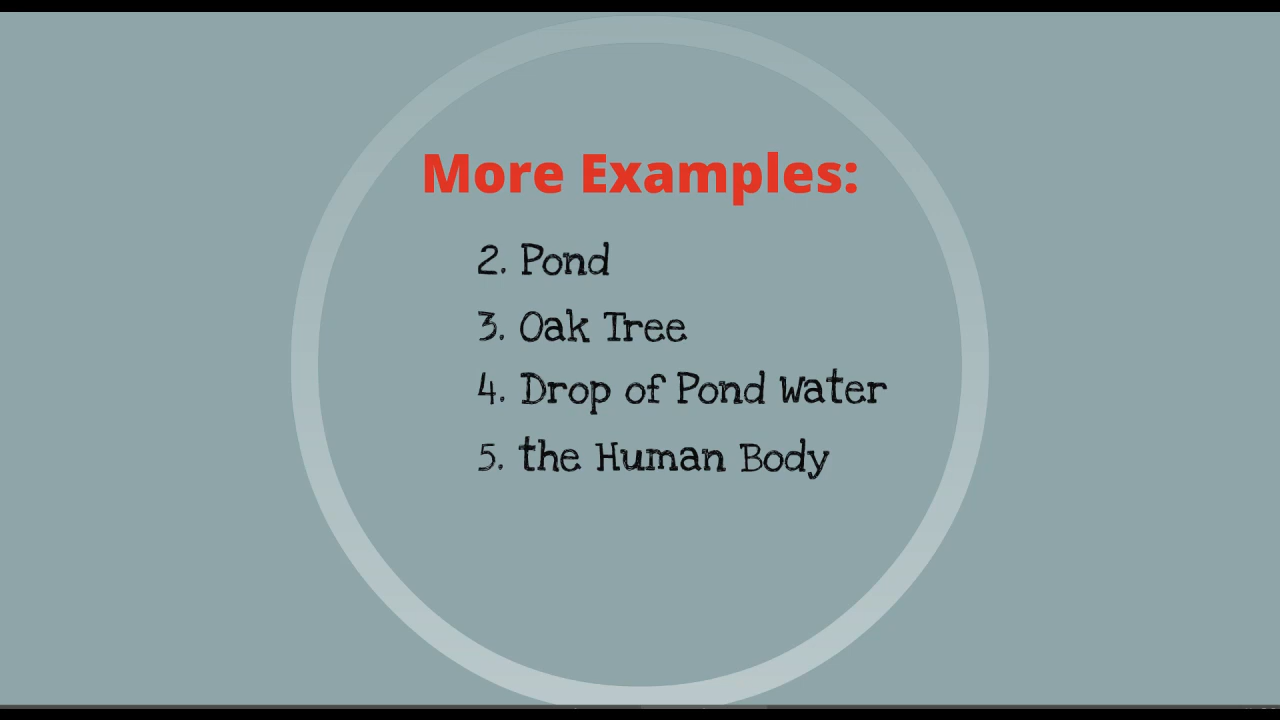 More Examples:
2. Pond
3. Oak Tree
4. Drop of Pond Water
5. the Human Body